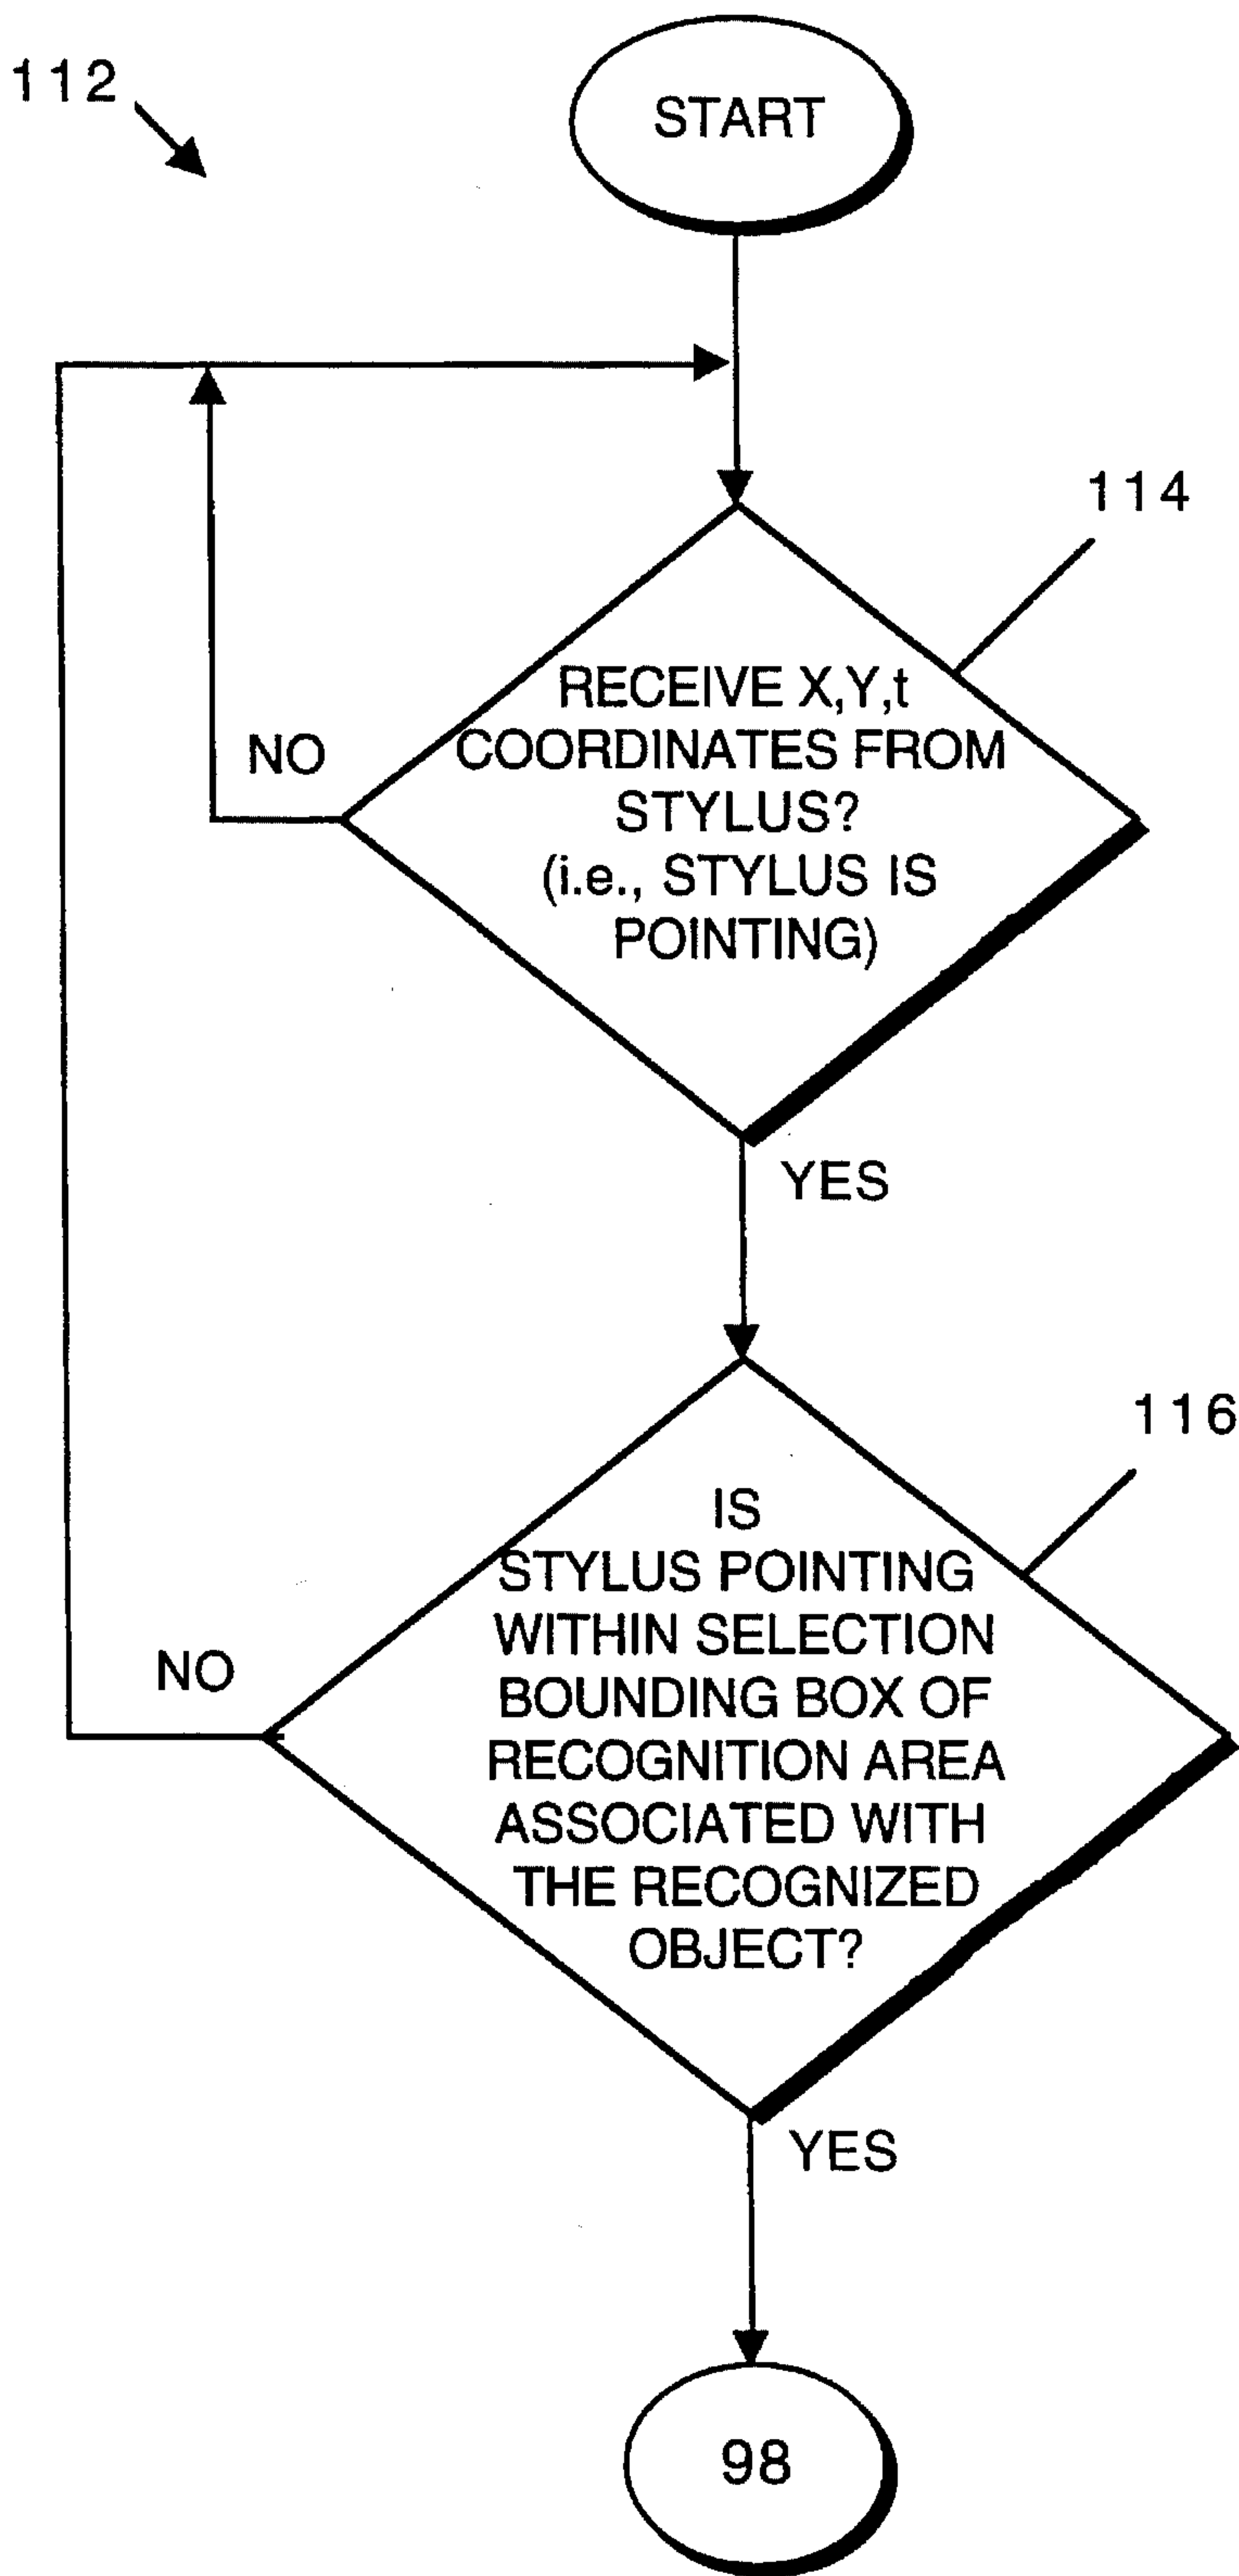 112
START
114
RECEIVE X,Y,t
COORDINATES FROM
STYLUS?
(i.e., STYLUS IS
POINTING)
NO
YES
116
IS
STYLUS POINTING
WITHIN SELECTION
BOUNDING BOX OF
RECOGNITION AREA
ASSOCIATED WITH
THE RECOGNIZED
OBJECT?
NO
YES
98